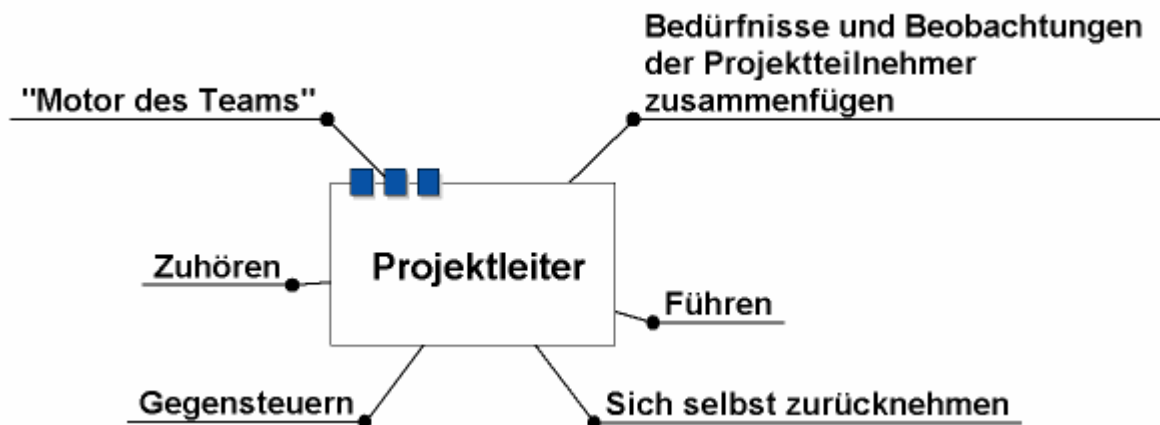 Bedürfnisse und Beobachtungen
der Projektteilnehmer
zusammenfügen
"Motor des Teams"
Zuhören
Projektleiter
Führen
Gegensteuern
Sich selbst zurücknehmen